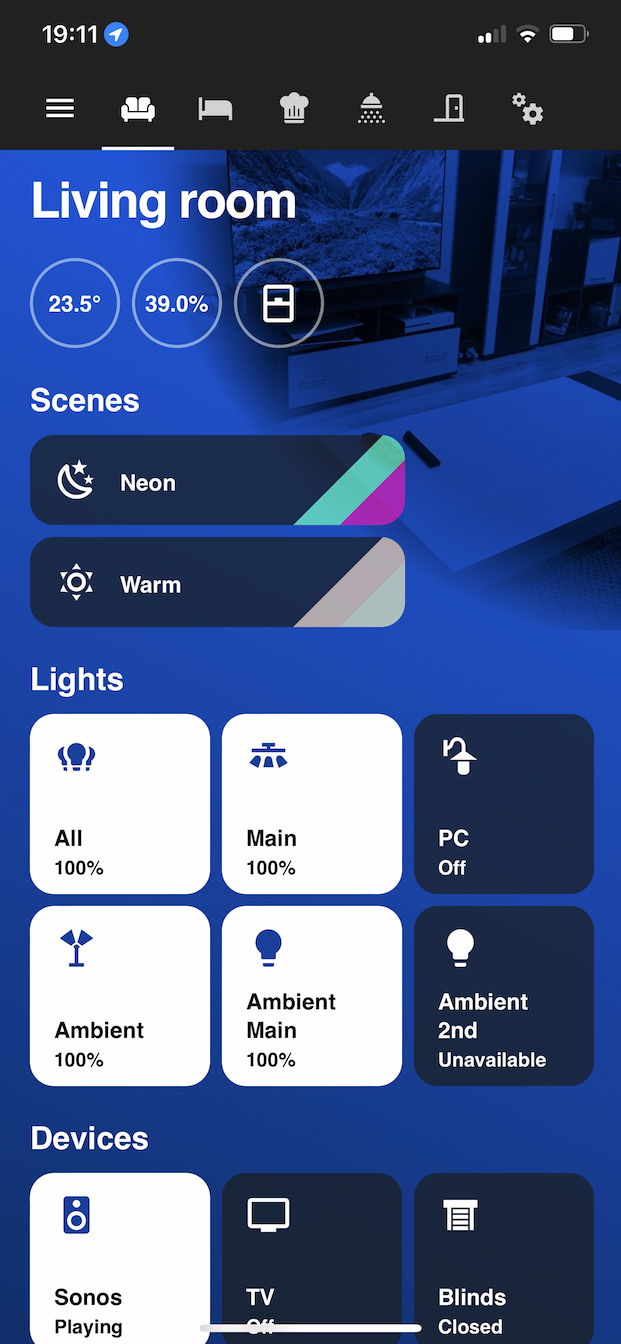 19:11
Living room
23.5°
39.0%
Scenes
Neon
Warm
Lights
All
100%
Main
100%
PC
Off
Ambient
100%
Ambient
Main
100%
Ambient
2nd
Unavailable
Devices
Sonos
Playing
TV
Off
Blinds
Closed